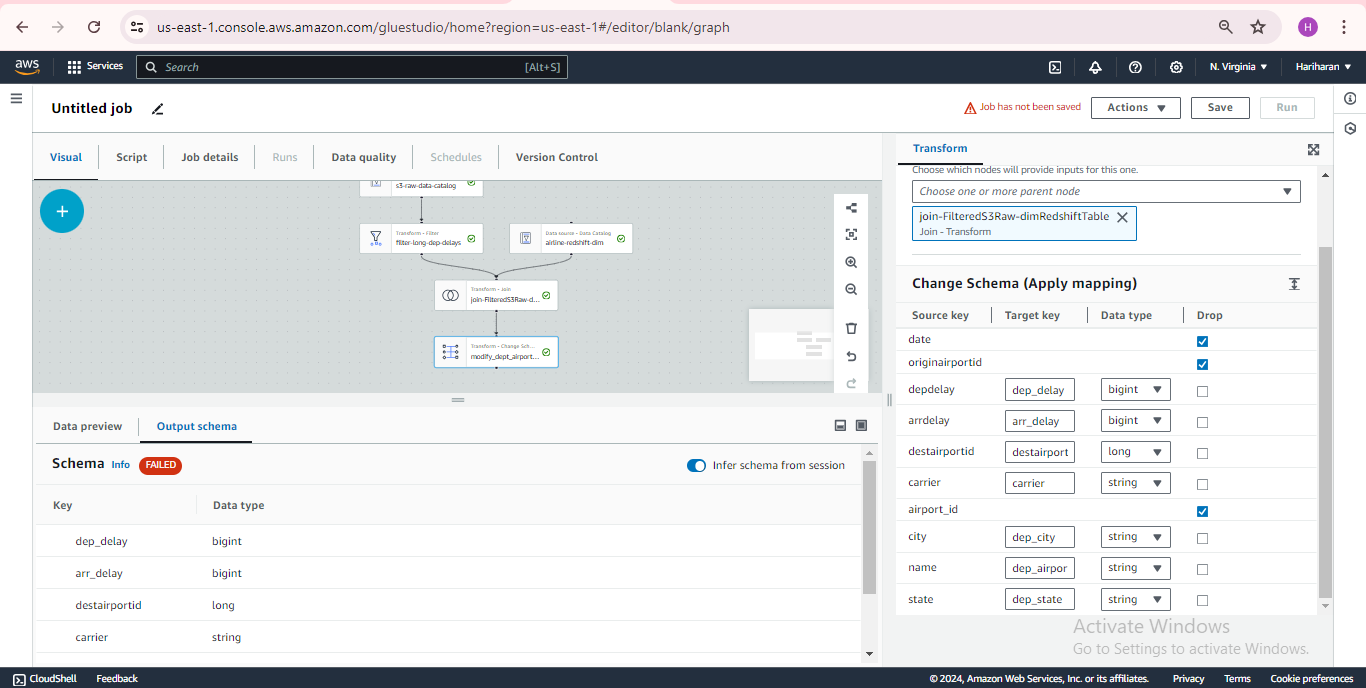 us-east-1.console.aws.amazon.com/gluestudio/home?region=us-east-1#/editor/blank/graph
H
aws
Services
Search
[Alt+S]
N. Virginia
Hariharan
Untitled job
Job has not been saved
Actions
Save
Run
Visual
Script
Job details
Runs
Data quality
Schedules
Version Control
s3-raw-data-catalog
Transform - Filter
filter-long-dep-delays
Data source - Data Catalog
airline-redshift-dim
Transform - Join
join-FilteredS3Raw-d...
Transform - Change Sch...
modify_dept_airport...
Data preview
Output schema
Schema
Info
FAILED
Infer schema from session
Key
Data type
dep_delay
bigint
arr_delay
bigint
destairportid
long
carrier
string
Transform
Choose which nodes will provide inputs for this one.
Choose one or more parent node
join-FilteredS3Raw-dimRedshiftTable
Join - Transform
Change Schema (Apply mapping)
Source key
Target key
Data type
Drop
date
originairportid
depdelay
dep_delay
bigint
arrdelay
arr_delay
bigint
destairportid
destairport
long
carrier
carrier
string
airport_id
city
dep_city
string
name
dep_airpor
string
state
dep_state
string
Activate Windows
Go to Settings to activate Windows.
CloudShell
Feedback
© 2024, Amazon Web Services, Inc. or its affiliates.
Privacy
Terms
Cookie preferences